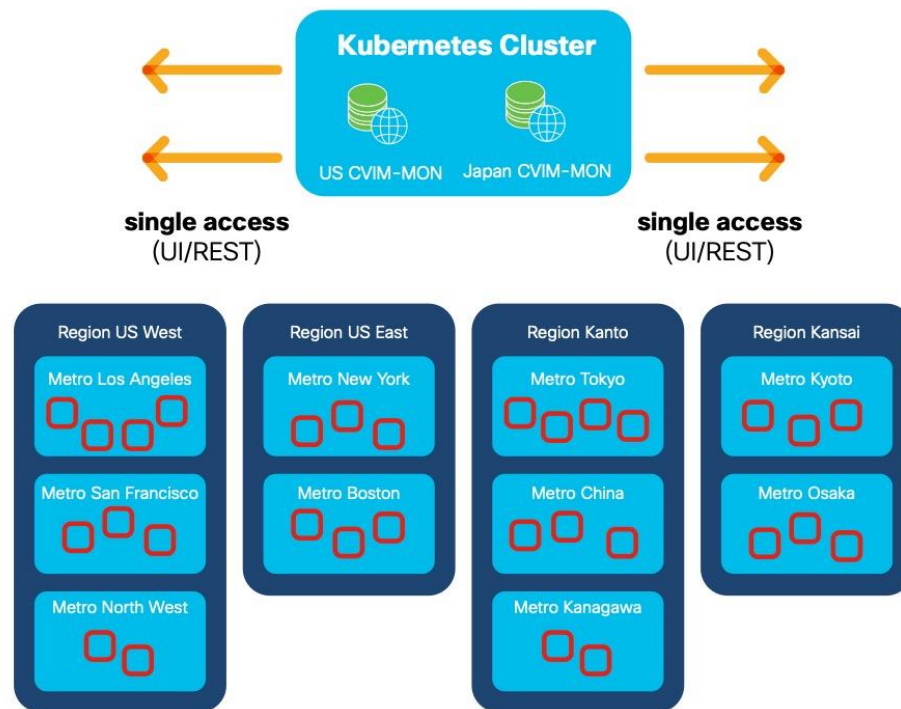 Kubernetes Cluster
US CVIM-MON
Japan CVIM-MON
single access
(UI/REST)
single access
(UI/REST)
Region US West
Metro Los Angeles
Metro San Francisco
Metro North West
Region US East
Metro New York
Metro Boston
Region Kanto
Metro Tokyo
Metro China
Metro Kanagawa
Region Kansai
Metro Kyoto
Metro Osaka